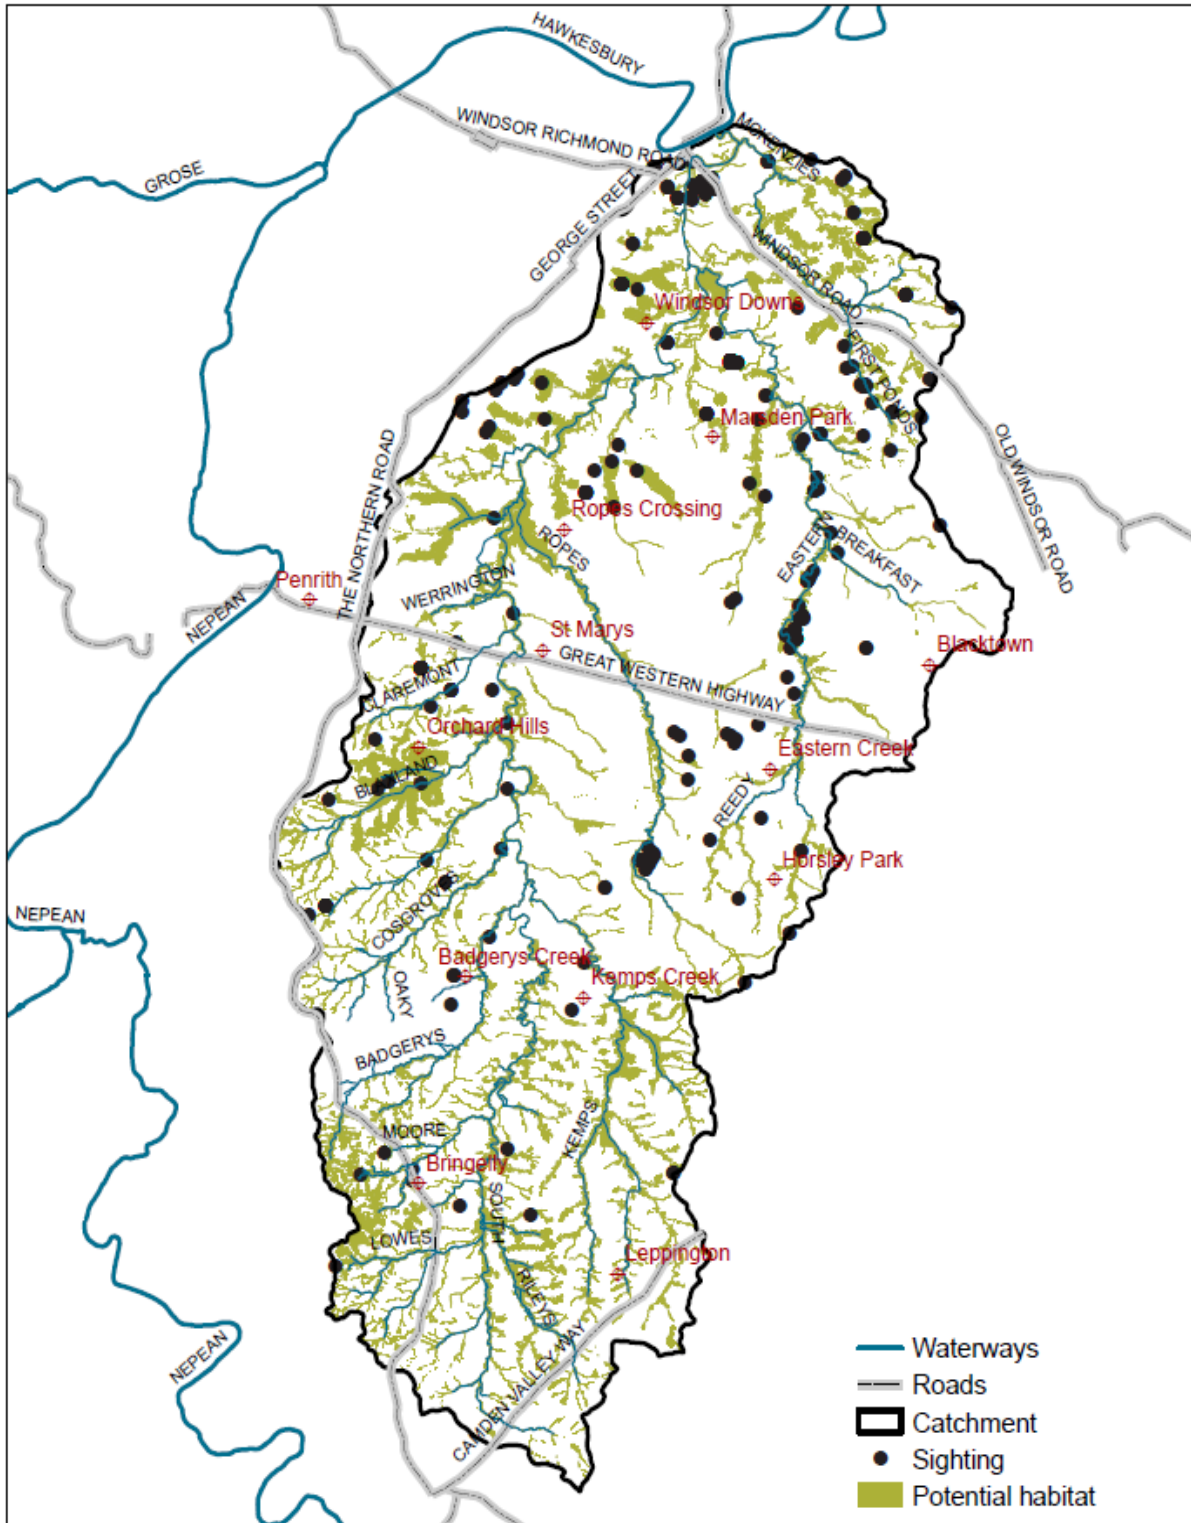 HAWKESBURY
WINDSOR RICHMOND ROAD
MCKENZIES
GROSE
GEORGE STREET
WINDSOR ROAD
Windsor Downs
FIRST PONDS
Marsden Park
OLD WINDSOR ROAD
THE NORTHERN ROAD
Ropes Crossing
ROPES
EASTERN
BREAKFAST
Penrith
WERRINGTON
NEPEAN
St Marys
Blacktown
GREAT WESTERN HIGHWAY
CLAREMONT
Orchard Hills
Eastern Creek
BLAXLAND
REEDY
Horsley Park
NEPEAN
COSGROVES
Badgerys Creek
Kemps Creek
OAKY
BADGERYS
MOORE
KEMPS
Bringelly
SOUTH
LOWES
Leppington
RILEYS
NEPEAN
CAMDEN VALLEY WAY
Waterways
Roads
Catchment
Sighting
Potential habitat